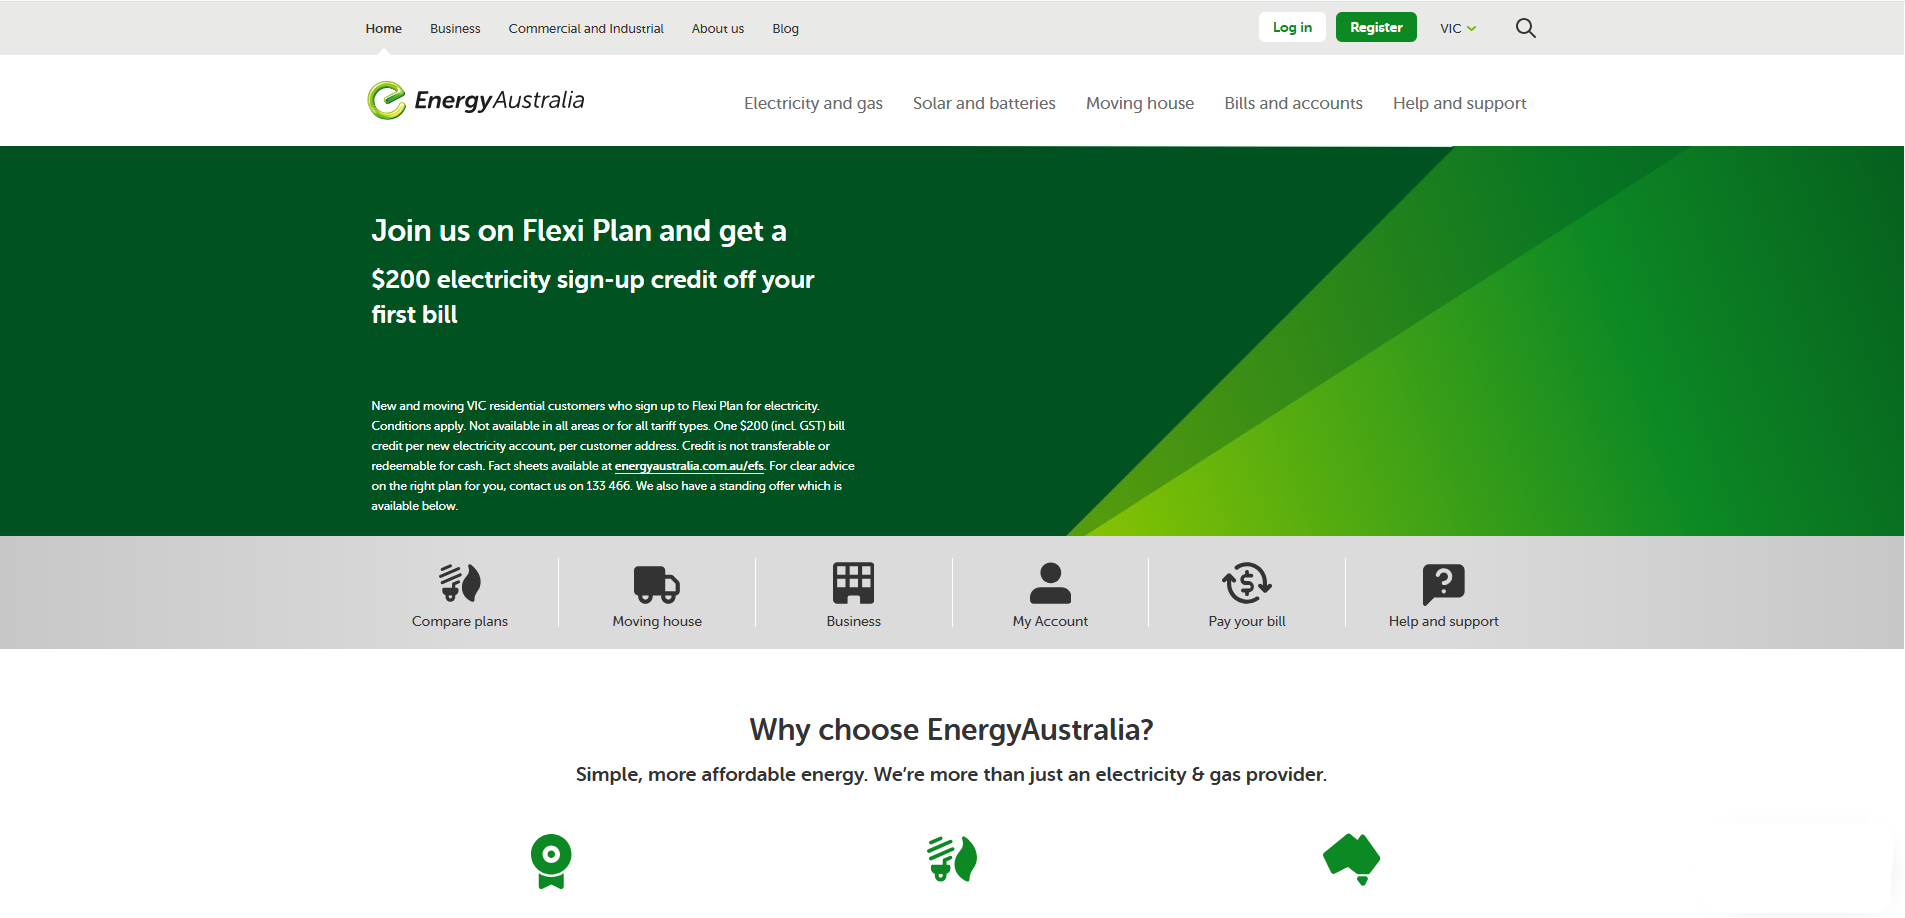 Home Business Commercial and Industrial About us Blog Log in Register VIC
EnergyAustralia
Electricity and gas Solar and batteries Moving house Bills and accounts Help and support
Join us on Flexi Plan and get a
$200 electricity sign-up credit off your
first bill
New and moving VIC residential customers who sign up to Flexi Plan for electricity.
Conditions apply. Not available in all areas or for all tariff types. One $200 (incl. GST) bill
credit per new electricity account, per customer address. Credit is not transferable or
redeemable for cash. Fact sheets available at energyaustralia.com.au/efs. For clear advice
on the right plan for you, contact us on 133 466. We also have a standing offer which is
available below.
Compare plans Moving house Business My Account Pay your bill Help and support
Why choose EnergyAustralia?
Simple, more affordable energy. We're more than just an electricity & gas provider.